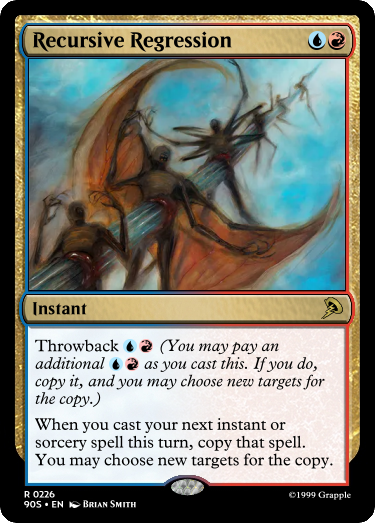 Recursive Regression
Instant
Throwback (You may pay an
additional as you cast this. If you do,
copy it, and you may choose new targets for
the copy.)
When you cast your next instant or
sorcery spell this turn, copy that spell.
You may choose new targets for the copy.
R 0226
90S • EN Brian Smith
©1999 Grapple